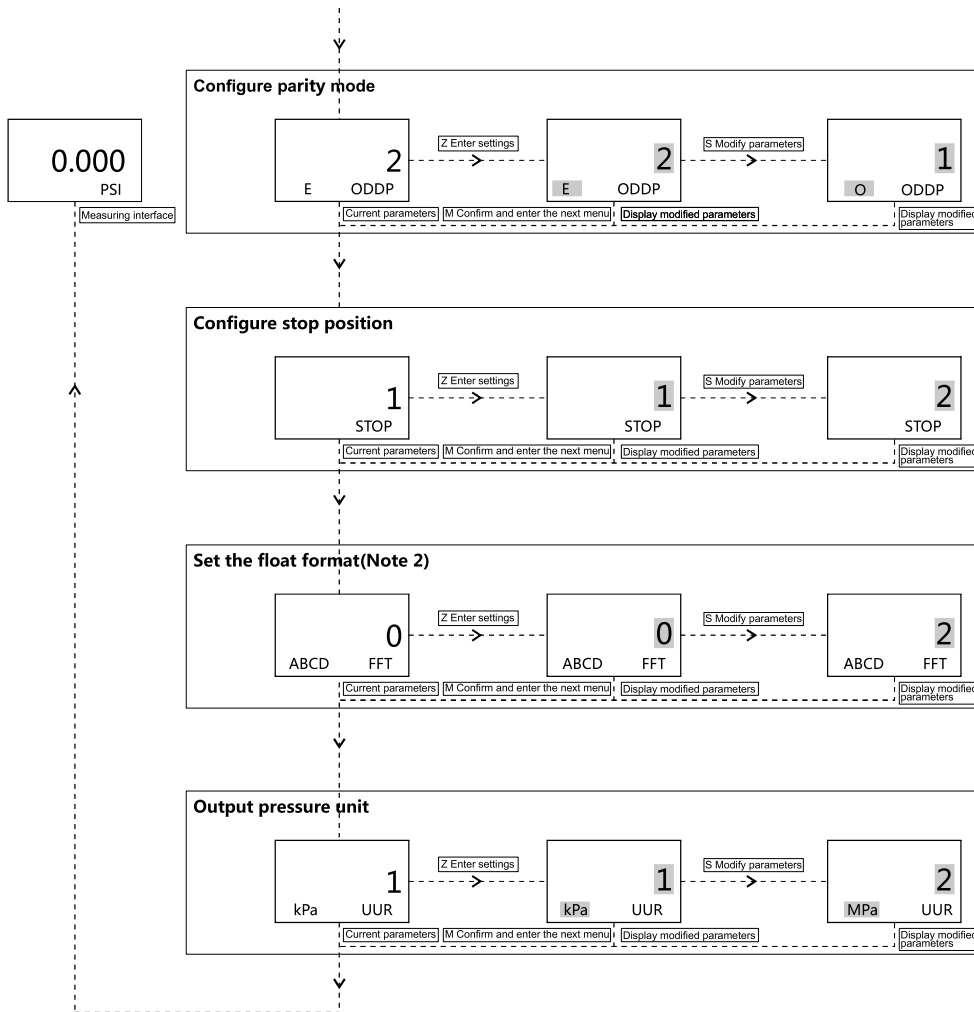 Configure parity mode
0.000
PSI
Measuring interface
2
E ODDP
Z Enter settings
2
E ODDP
S Modify parameters
1
O ODDP
Current parameters M Confirm and enter the next menu Display modified parameters
Display modified
parameters
Configure stop position
1
STOP
Z Enter settings
1
STOP
S Modify parameters
2
STOP
Current parameters M Confirm and enter the next menu Display modified parameters
Display modified
parameters
Set the float format(Note 2)
0
ABCD FFT
Z Enter settings
0
ABCD FFT
S Modify parameters
2
ABCD FFT
Current parameters M Confirm and enter the next menu Display modified parameters
Display modified
parameters
Output pressure unit
1
kPa UUR
Z Enter settings
1
kPa UUR
S Modify parameters
2
MPa UUR
Current parameters M Confirm and enter the next menu Display modified parameters
Display modified
parameters